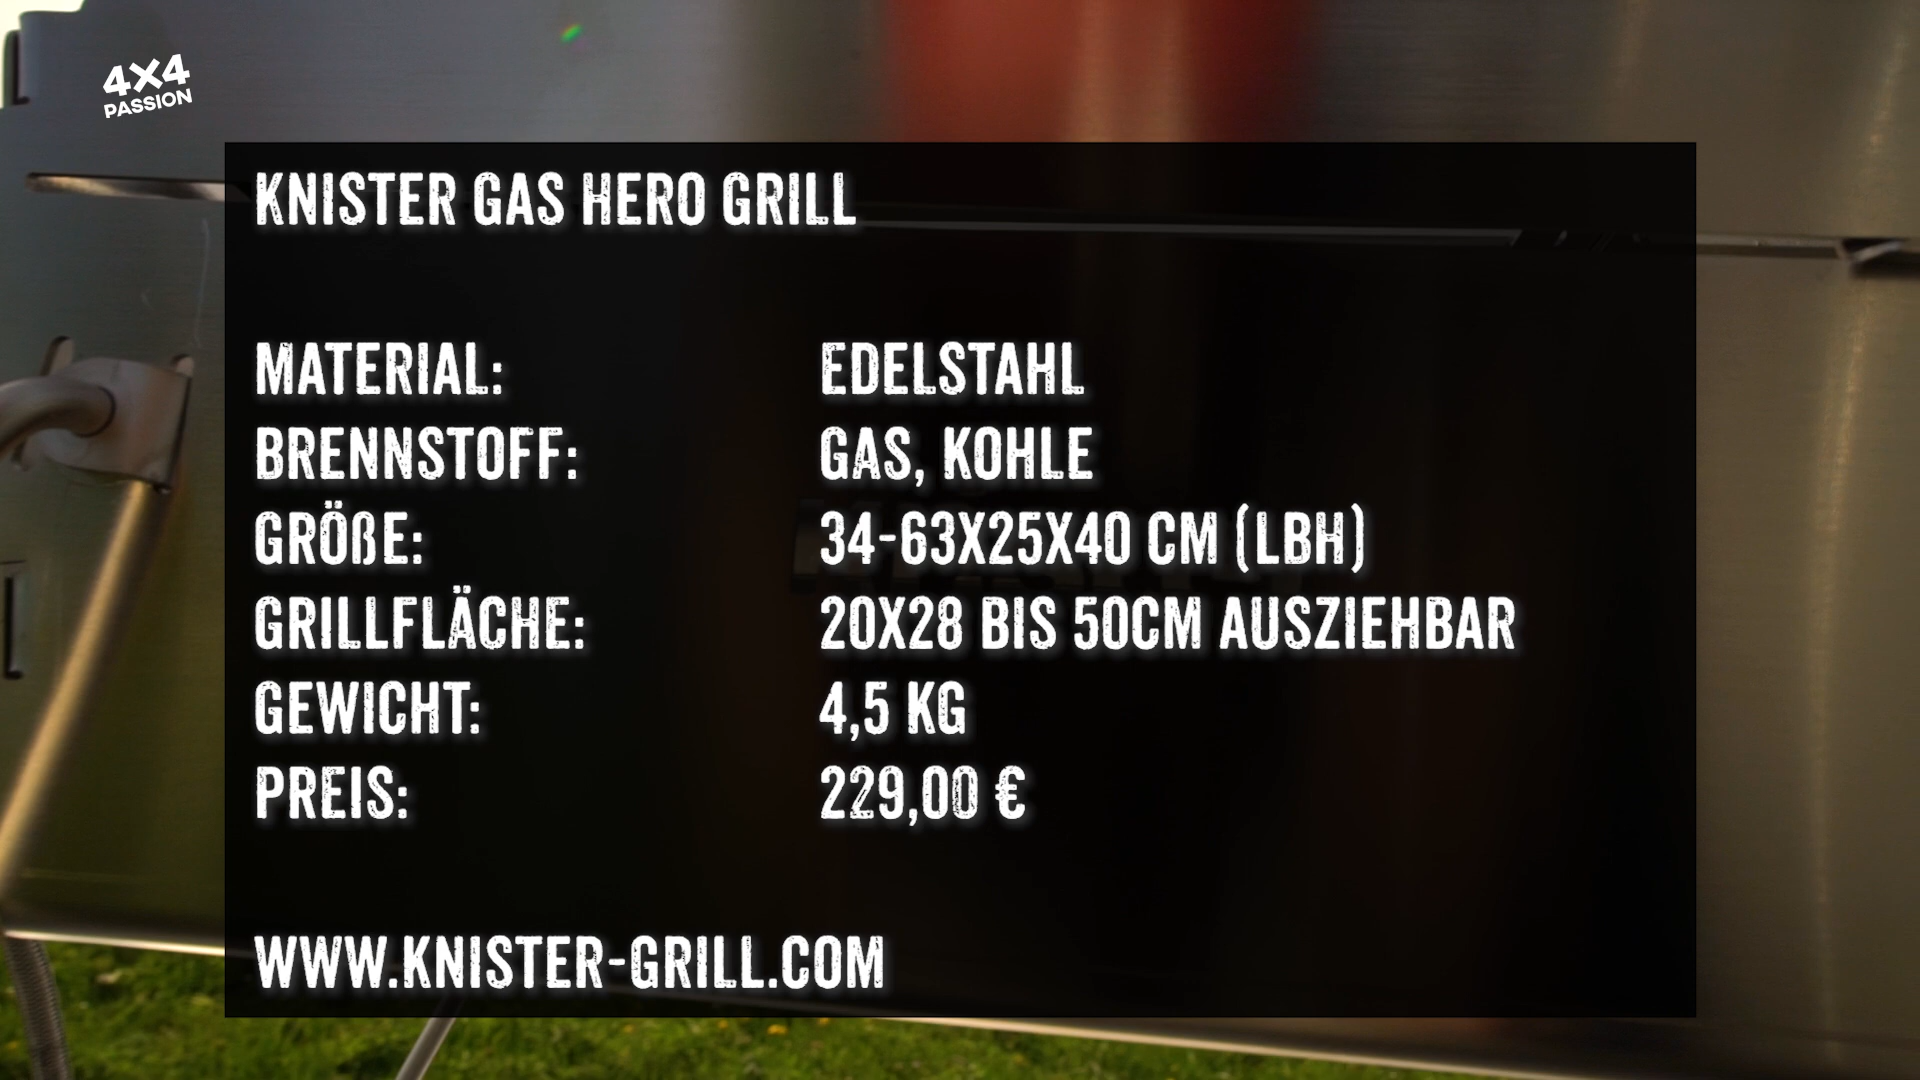 4X4
PASSION
KNISTER GAS HERO GRILL
MATERIAL: EDELSTAHL
BRENNSTOFF: GAS, KOHLE
GRÖßE: 34-63X25X40 CM (LBH)
GRILLFLÄCHE: 20X28 BIS 50CM AUSZIEHBAR
GEWICHT: 4,5 KG
PREIS: 229,00 €
WWW.KNISTER-GRILL.COM